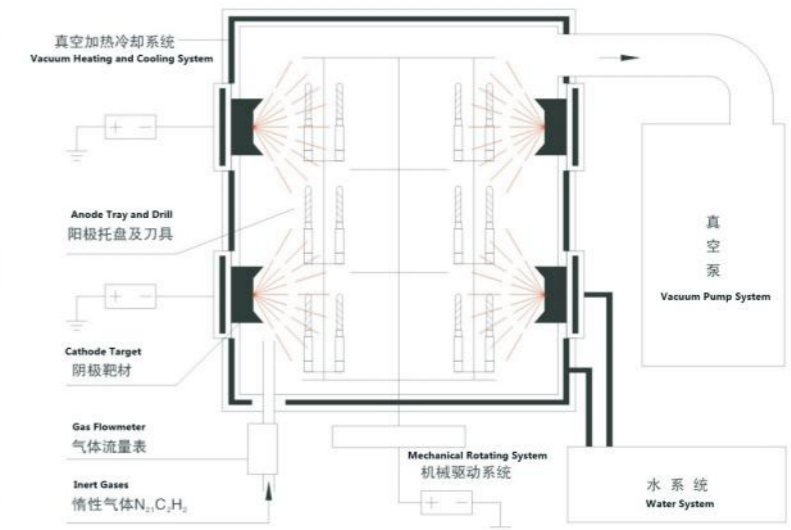 真空加热冷却系统
Vacuum Heating and Cooling System
+ −
Anode Tray and Drill
阳极托盘及刀具
+ −
Cathode Target
阴极靶材
Gas Flowmeter
气体流量表
Inert Gases
惰性气体N₂,C₂H₂
真
空
泵
Vacuum Pump System
Mechanical Rotating System
机械驱动系统
+ −
水 系 统
Water System